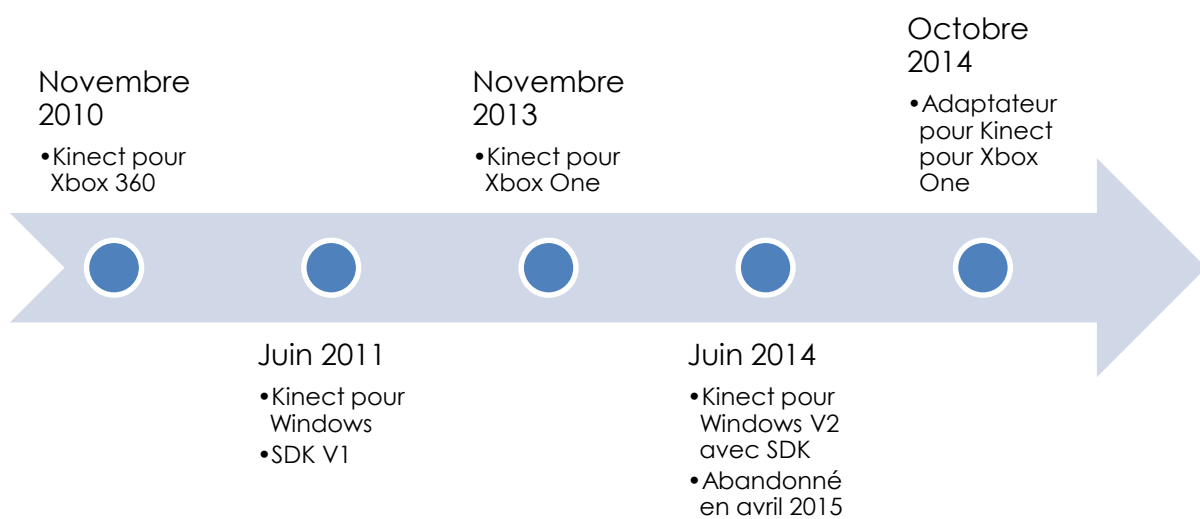 Novembre
2010
•Kinect pour
Xbox 360
Juin 2011
•Kinect pour
Windows
•SDK V1
Novembre
2013
•Kinect pour
Xbox One
Juin 2014
•Kinect pour
Windows V2
avec SDK
•Abandonné
en avril 2015
Octobre
2014
•Adaptateur
pour Kinect
pour Xbox
One